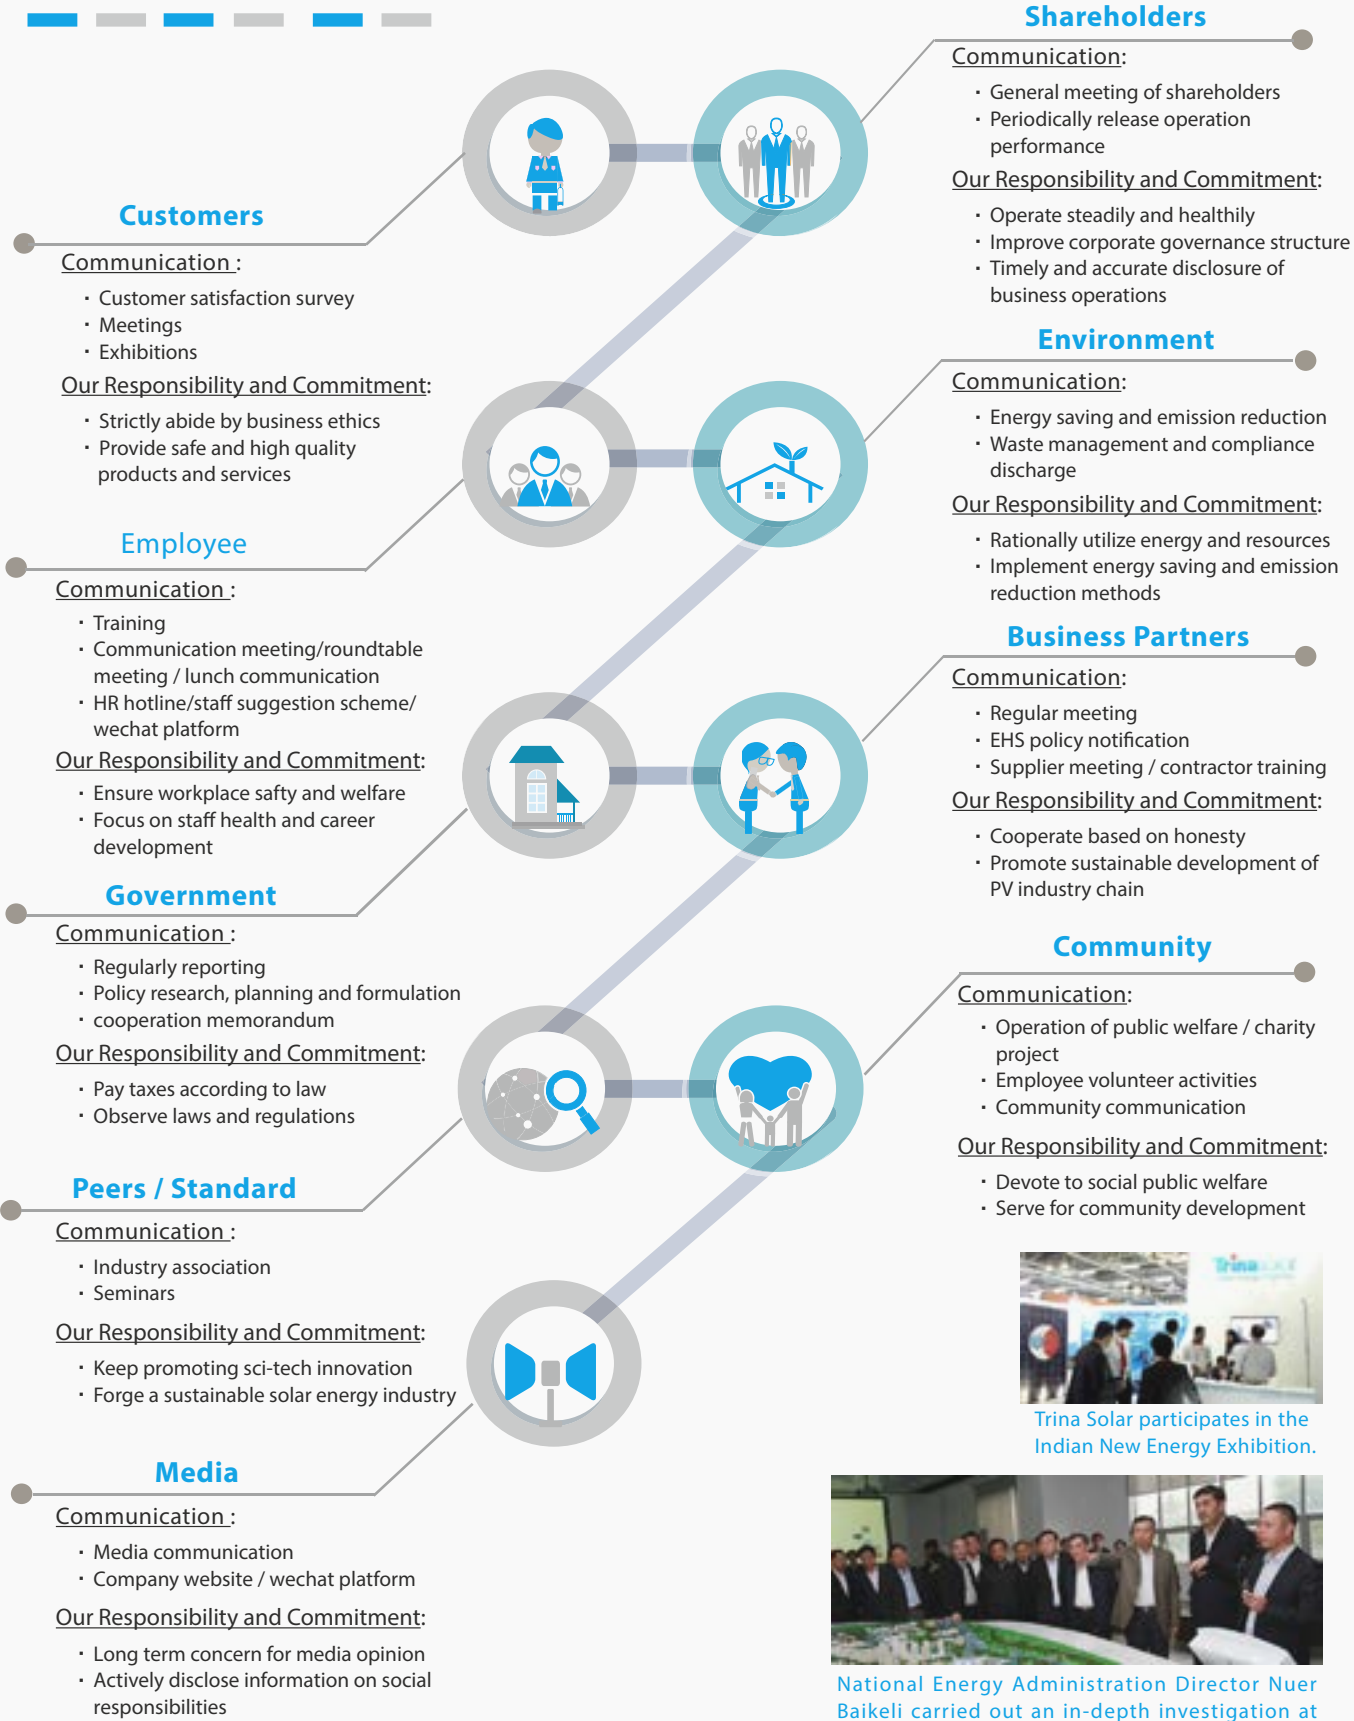 Shareholders
Communication:
· General meeting of shareholders
· Periodically release operation
performance
Our Responsibility and Commitment:
· Operate steadily and healthily
· Improve corporate governance structure
· Timely and accurate disclosure of
business operations
Customers
Communication :
· Customer satisfaction survey
· Meetings
· Exhibitions
Our Responsibility and Commitment:
· Strictly abide by business ethics
· Provide safe and high quality
products and services
Environment
Communication:
· Energy saving and emission reduction
· Waste management and compliance
discharge
Our Responsibility and Commitment:
· Rationally utilize energy and resources
· Implement energy saving and emission
reduction methods
Employee
Communication :
· Training
· Communication meeting/roundtable
meeting / lunch communication
· HR hotline/staff suggestion scheme/
wechat platform
Our Responsibility and Commitment:
· Ensure workplace safty and welfare
· Focus on staff health and career
development
Business Partners
Communication:
· Regular meeting
· EHS policy notification
· Supplier meeting / contractor training
Our Responsibility and Commitment:
· Cooperate based on honesty
· Promote sustainable development of
PV industry chain
Government
Communication :
· Regularly reporting
· Policy research, planning and formulation
· cooperation memorandum
Our Responsibility and Commitment:
· Pay taxes according to law
· Observe laws and regulations
Community
Communication:
· Operation of public welfare / charity
project
· Employee volunteer activities
· Community communication
Our Responsibility and Commitment:
· Devote to social public welfare
· Serve for community development
Peers / Standard
Communication :
· Industry association
· Seminars
Our Responsibility and Commitment:
· Keep promoting sci-tech innovation
· Forge a sustainable solar energy industry
Trinasolar
Trina Solar participates in the
Indian New Energy Exhibition.
Media
Communication :
· Media communication
· Company website / wechat platform
Our Responsibility and Commitment:
· Long term concern for media opinion
· Actively disclose information on social
responsibilities
National Energy Administration Director Nuer
Baikeli carried out an in-depth investigation at